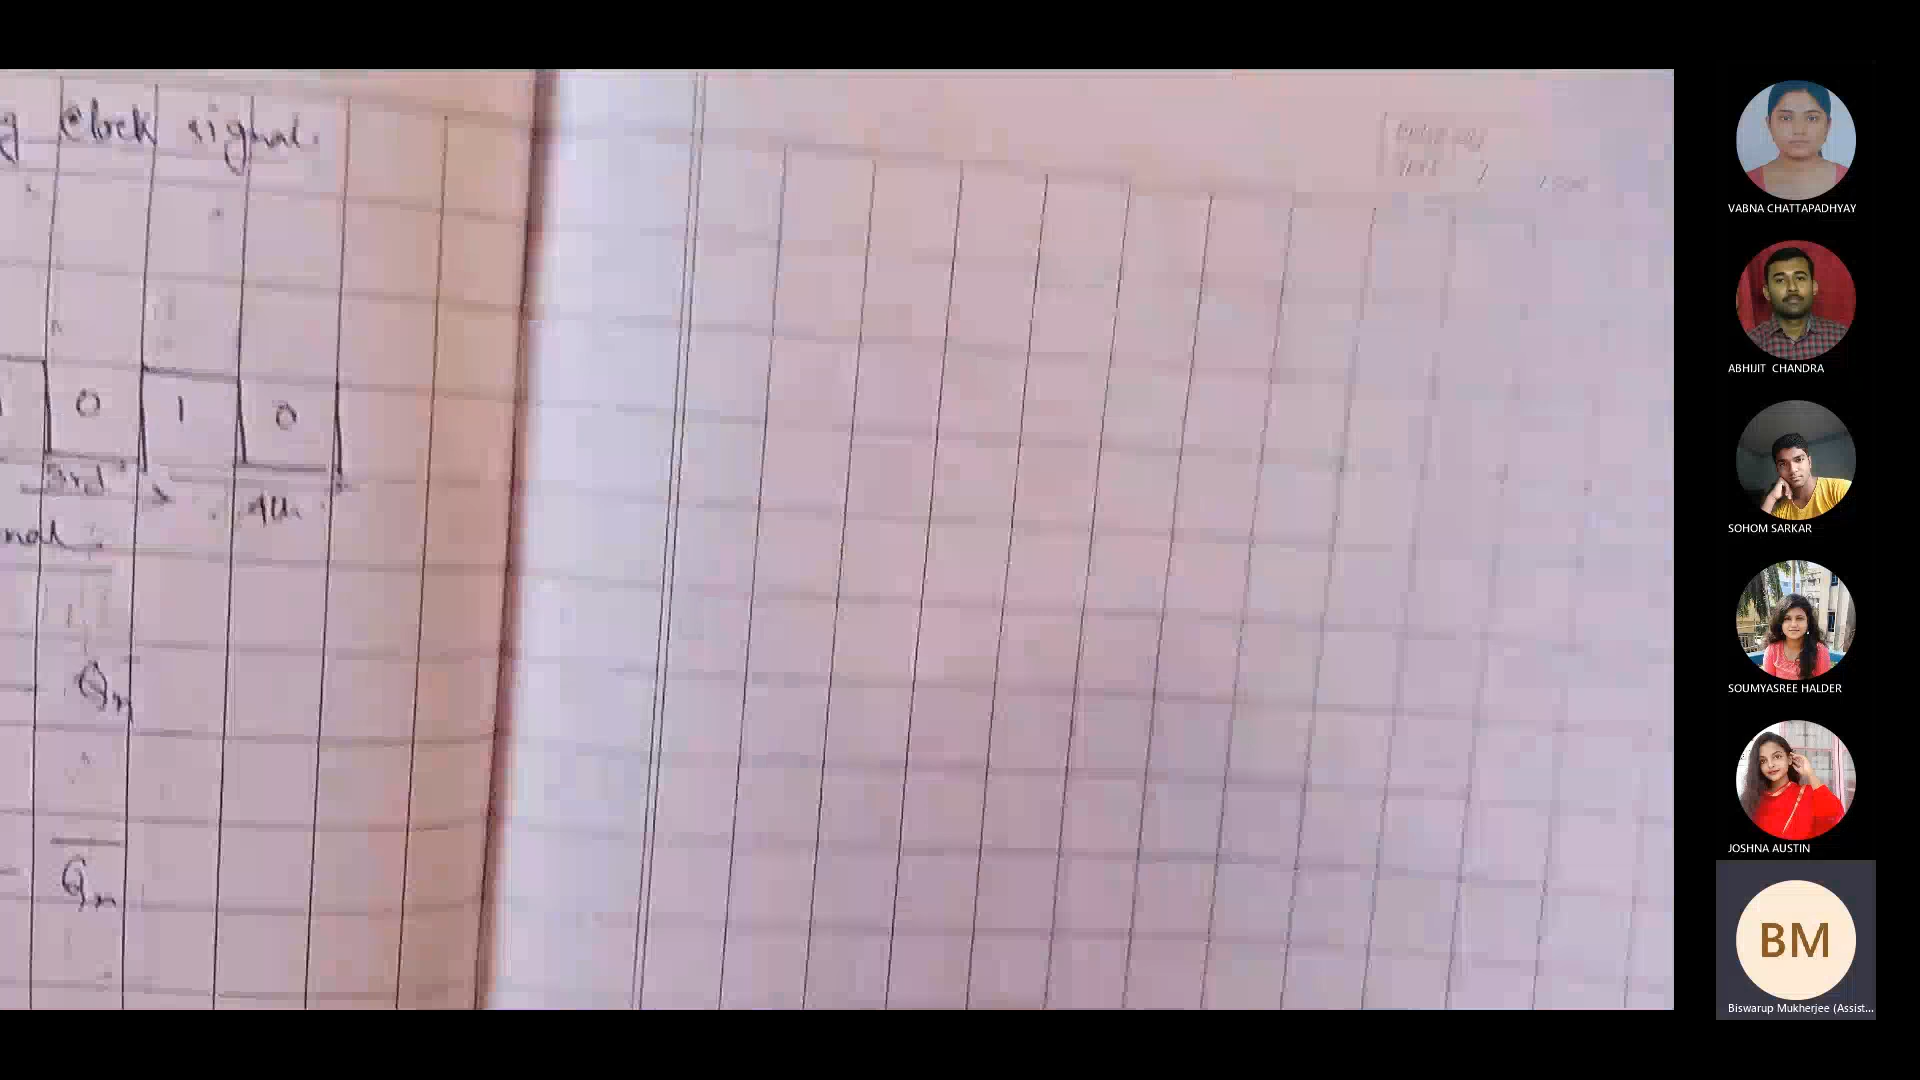 clock signal.
0 1 0
3rd 4th
nal
Qn
Qn
VABNA CHATTAPADHYAY
ABHIJIT CHANDRA
SOHOM SARKAR
SOUMYASREE HALDER
JOSHNA AUSTIN
BM
Biswarup Mukherjee (Assist...